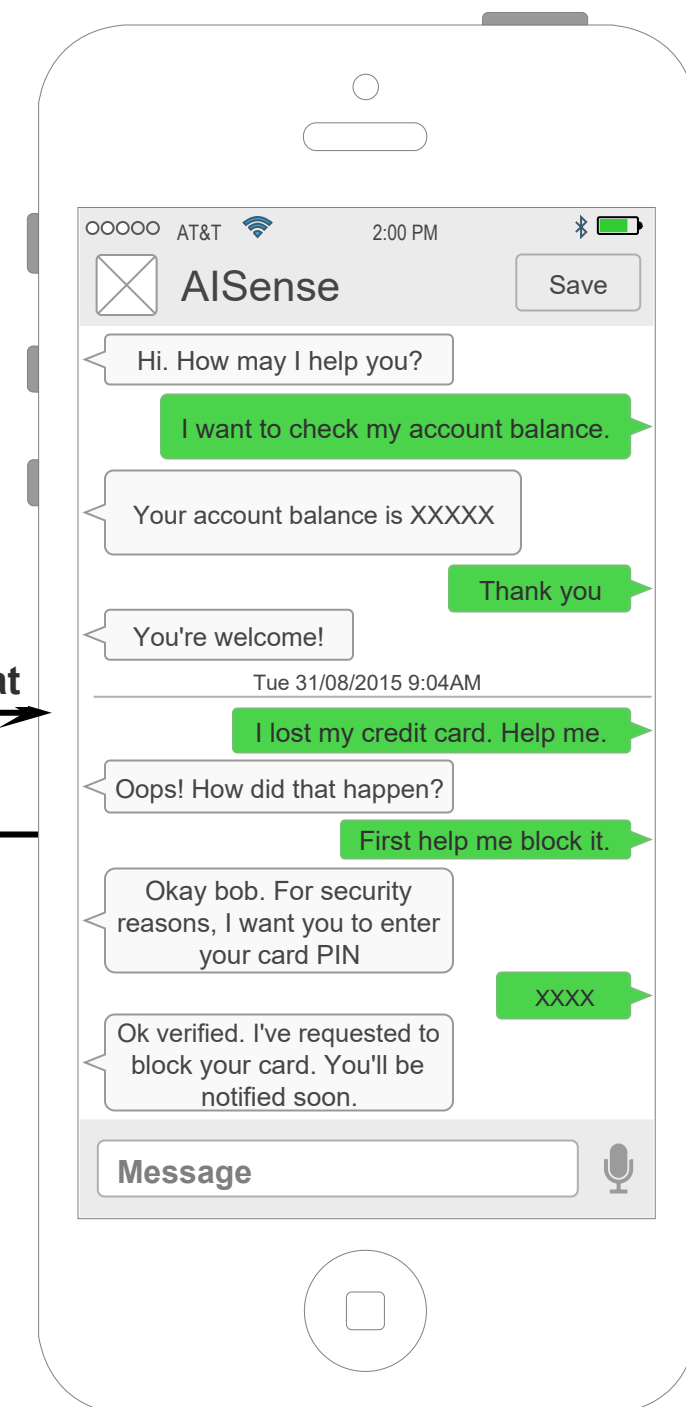 AT&T 2:00 PM
AISense
Save
Hi. How may I help you?
I want to check my account balance.
Your account balance is XXXXX
Thank you
You're welcome!
at
Tue 31/08/2015 9:04AM
I lost my credit card. Help me.
Oops! How did that happen?
First help me block it.
Okay bob. For security
reasons, I want you to enter
your card PIN
XXXX
Ok verified. I've requested to
block your card. You'll be
notified soon.
Message